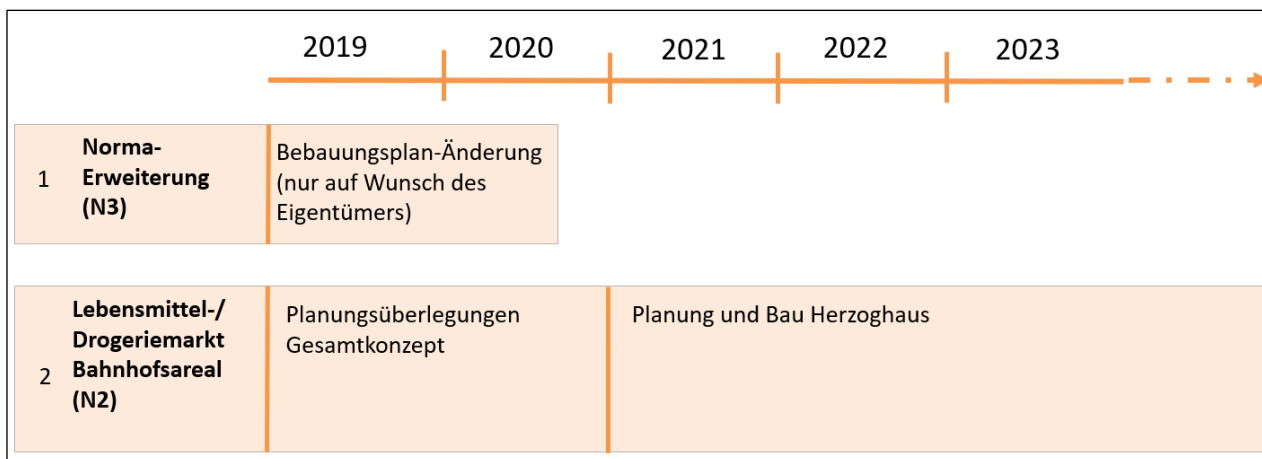 2019 2020 2021 2022 2023
1
Norma-
Erweiterung
(N3)
Bebauungsplan-Änderung
(nur auf Wunsch des
Eigentümers)
2
Lebensmittel-/
Drogeriemarkt
Bahnhofsareal
(N2)
Planungsüberlegungen
Gesamtkonzept
Planung und Bau Herzoghaus